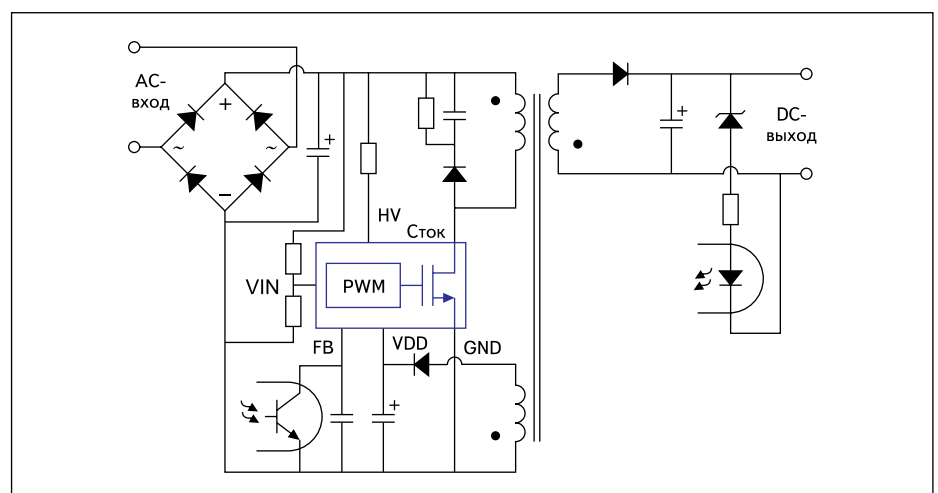 AC-
вход
+
~
~
−
+
DC-
выход
+
HV
Сток
VIN
PWM
FB
VDD
GND
+